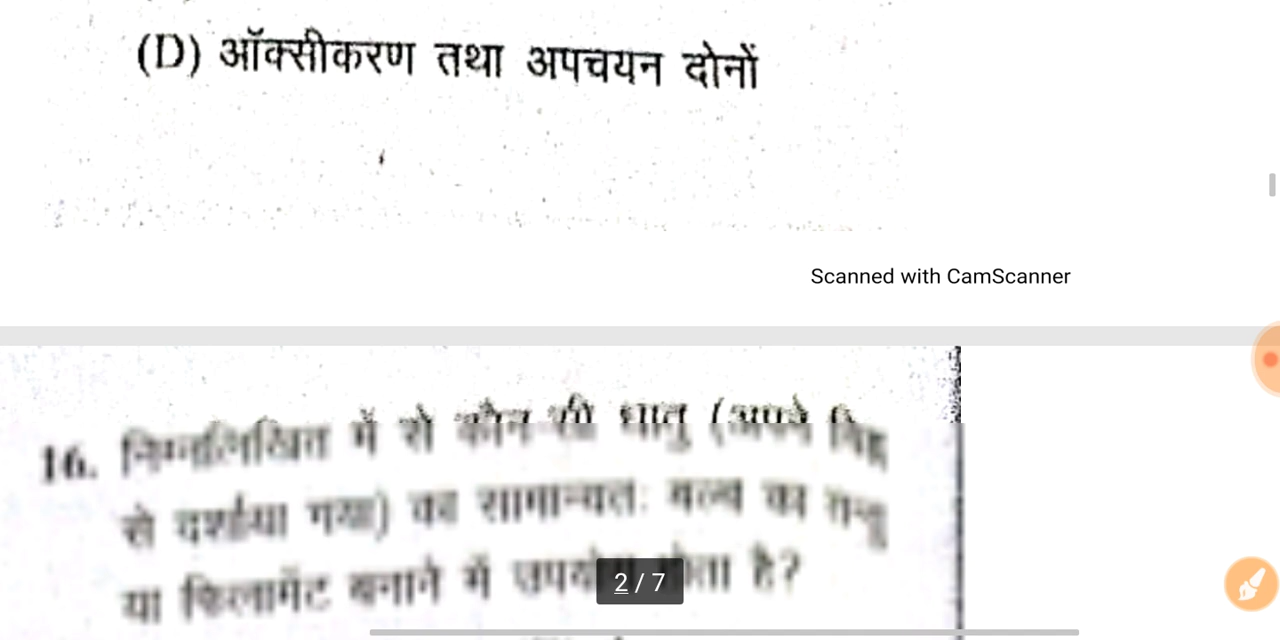 (D) ऑक्सीकरण तथा अपचयन दोनों
Scanned with CamScanner
16. निम्नलिखित में से कौन-सी धातु (अपने चिह्न
से दर्शाया गया) का सामान्यतः बल्ब का तन्तु
या फिलामेंट बनाने में होता है?
2/7